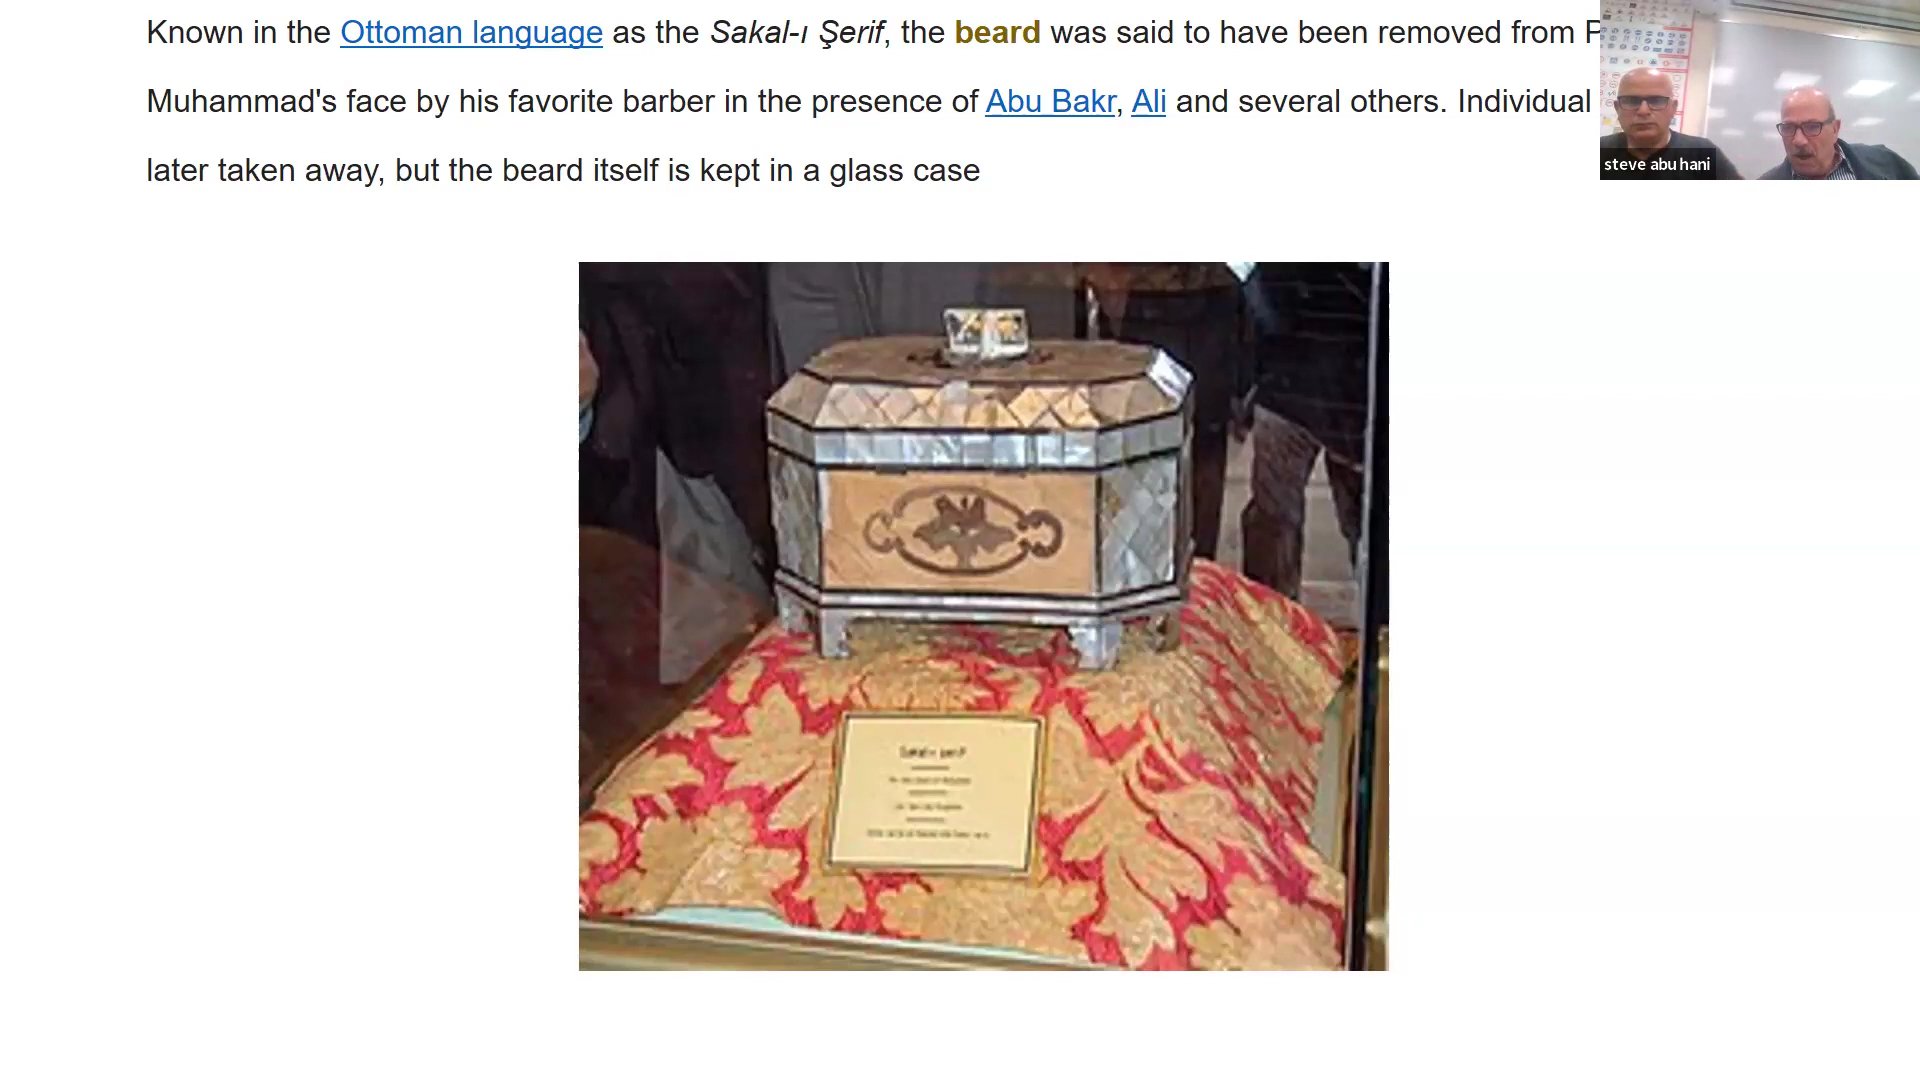 Known in the Ottoman language as the Sakal-ı Şerif, the beard was said to have been removed from P
Muhammad's face by his favorite barber in the presence of Abu Bakr, Ali and several others. Individual
later taken away, but the beard itself is kept in a glass case
steve abu hani